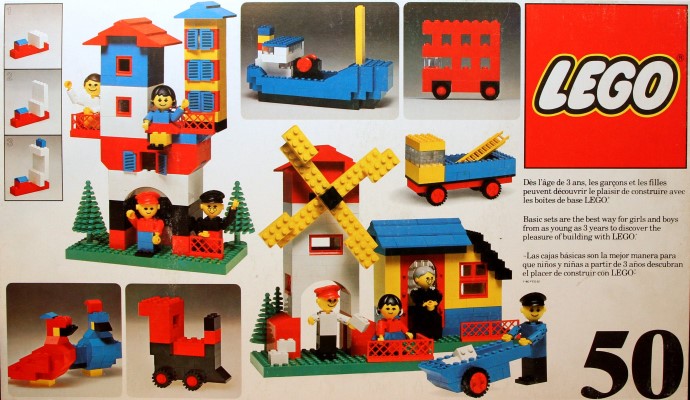 1
2
3
LEGO®
Dès l'âge de 3 ans, les garçons et les filles
peuvent découvrir le plaisir de construire avec
les boîtes de base LEGO.
Basic sets are the best way for girls and boys
from as young as 3 years to discover the
pleasure of building with LEGO.
-Las cajas básicas son la mejor manera para
que niños y niñas a partir de 3 años descubran
el placer de construir con LEGO
50